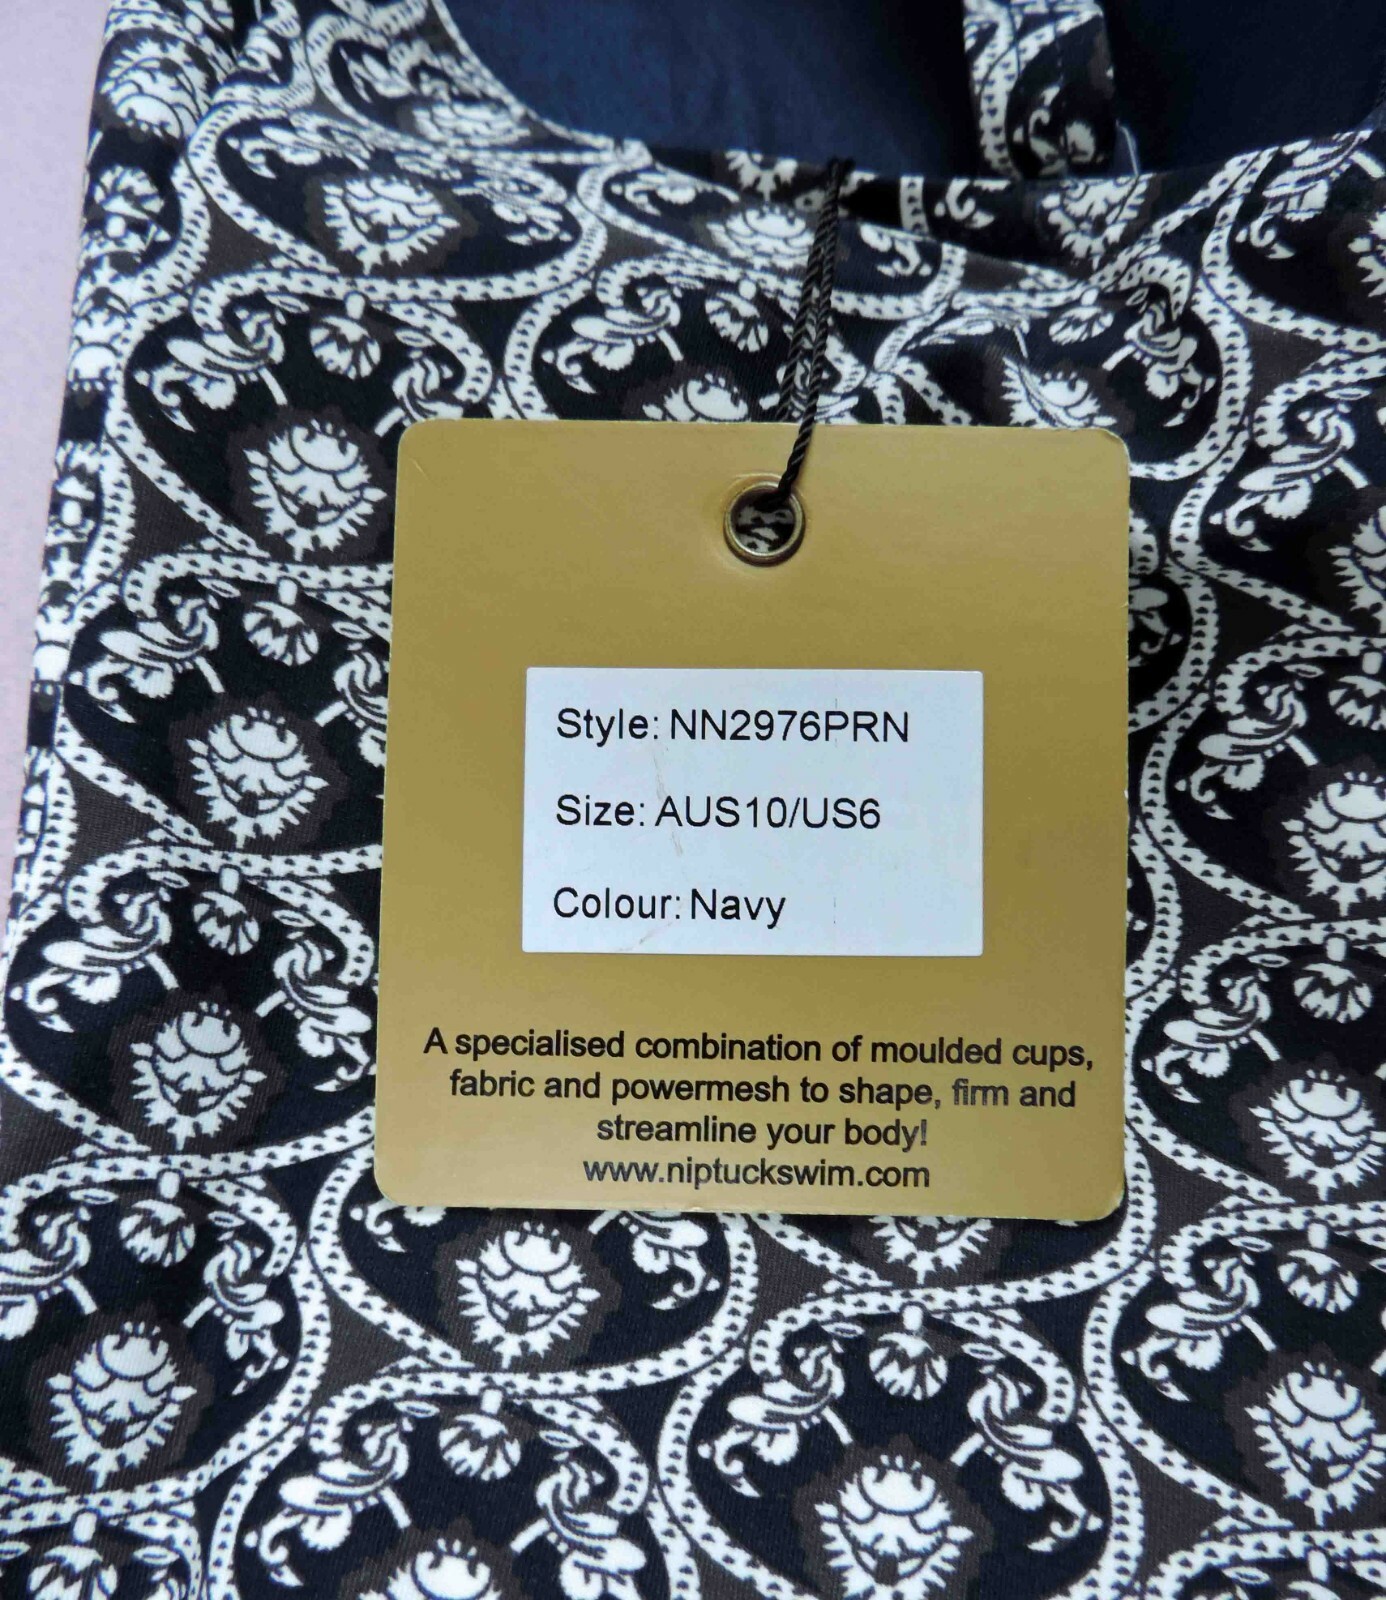 Style: NN2976PRN
Size: AUS10/US6
Colour: Navy
A specialised combination of moulded cups,
fabric and powermesh to shape, firm and
streamline your body!
www.niptuckswim.com